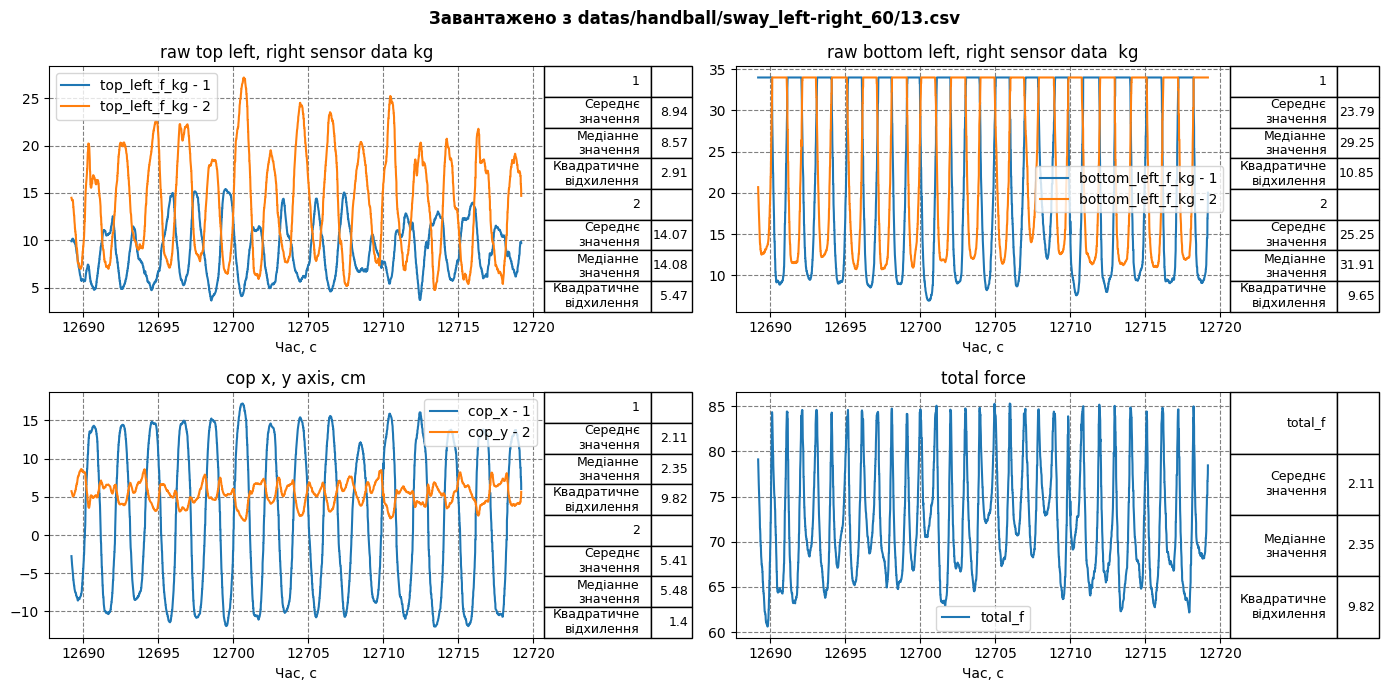 Завантажено з datas/handball/sway_left-right_60/13.csv
raw top left, right sensor data kg
top_left_f_kg - 1
top_left_f_kg - 2
25
20
15
10
5
12690 12695 12700 12705 12710 12715 12720
Час, с
1
Середнє
значення
8.94
Медіанне
значення
8.57
Квадратичне
відхилення
2.91
2
Середнє
значення
14.07
Медіанне
значення
14.08
Квадратичне
відхилення
5.47
raw bottom left, right sensor data  kg
bottom_left_f_kg - 1
bottom_left_f_kg - 2
35
30
25
20
15
10
12690 12695 12700 12705 12710 12715 12720
Час, с
1
Середнє
значення
23.79
Медіанне
значення
29.25
Квадратичне
відхилення
10.85
2
Середнє
значення
25.25
Медіанне
значення
31.91
Квадратичне
відхилення
9.65
cop x, y axis, cm
cop_x - 1
cop_y - 2
15
10
5
0
−5
−10
12690 12695 12700 12705 12710 12715 12720
Час, с
1
Середнє
значення
2.11
Медіанне
значення
2.35
Квадратичне
відхилення
9.82
2
Середнє
значення
5.41
Медіанне
значення
5.48
Квадратичне
відхилення
1.4
total force
total_f
85
80
75
70
65
60
12690 12695 12700 12705 12710 12715 12720
Час, с
total_f
Середнє
значення
2.11
Медіанне
значення
2.35
Квадратичне
відхилення
9.82